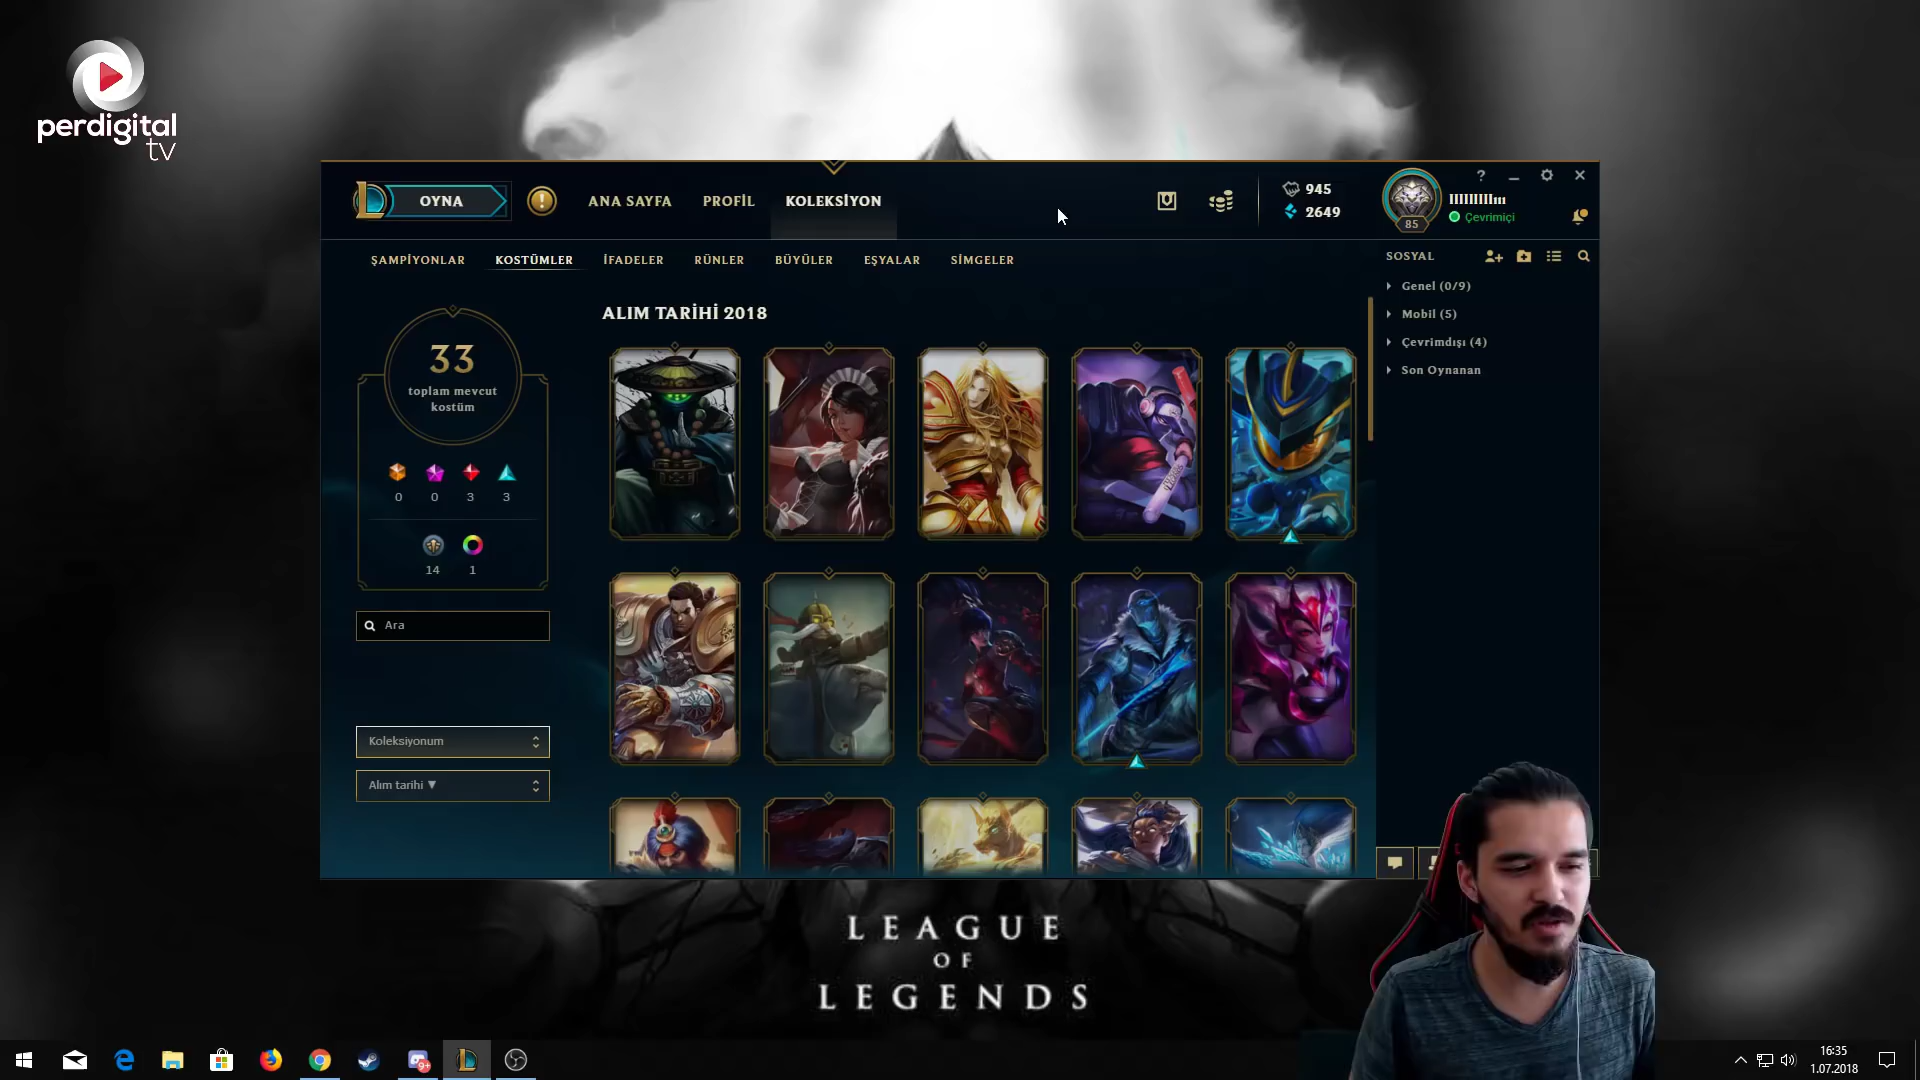 perdigital
tv
OYNA
ANA SAYFA
PROFİL
KOLEKSİYON
945
2649
85
Çevrimiçi
ŞAMPİYONLAR
KOSTÜMLER
İFADELER
RÜNLER
BÜYÜLER
EŞYALAR
SİMGELER
SOSYAL
Genel (0/9)
Mobil (5)
Çevrimdışı (4)
Son Oynanan
33
toplam mevcut
kostüm
0
0
3
3
14
1
Ara
Koleksiyonum
Alım tarihi ▼
ALIM TARİHİ 2018
LEAGUE
OF
LEGENDS
9+
16:35
1.07.2018